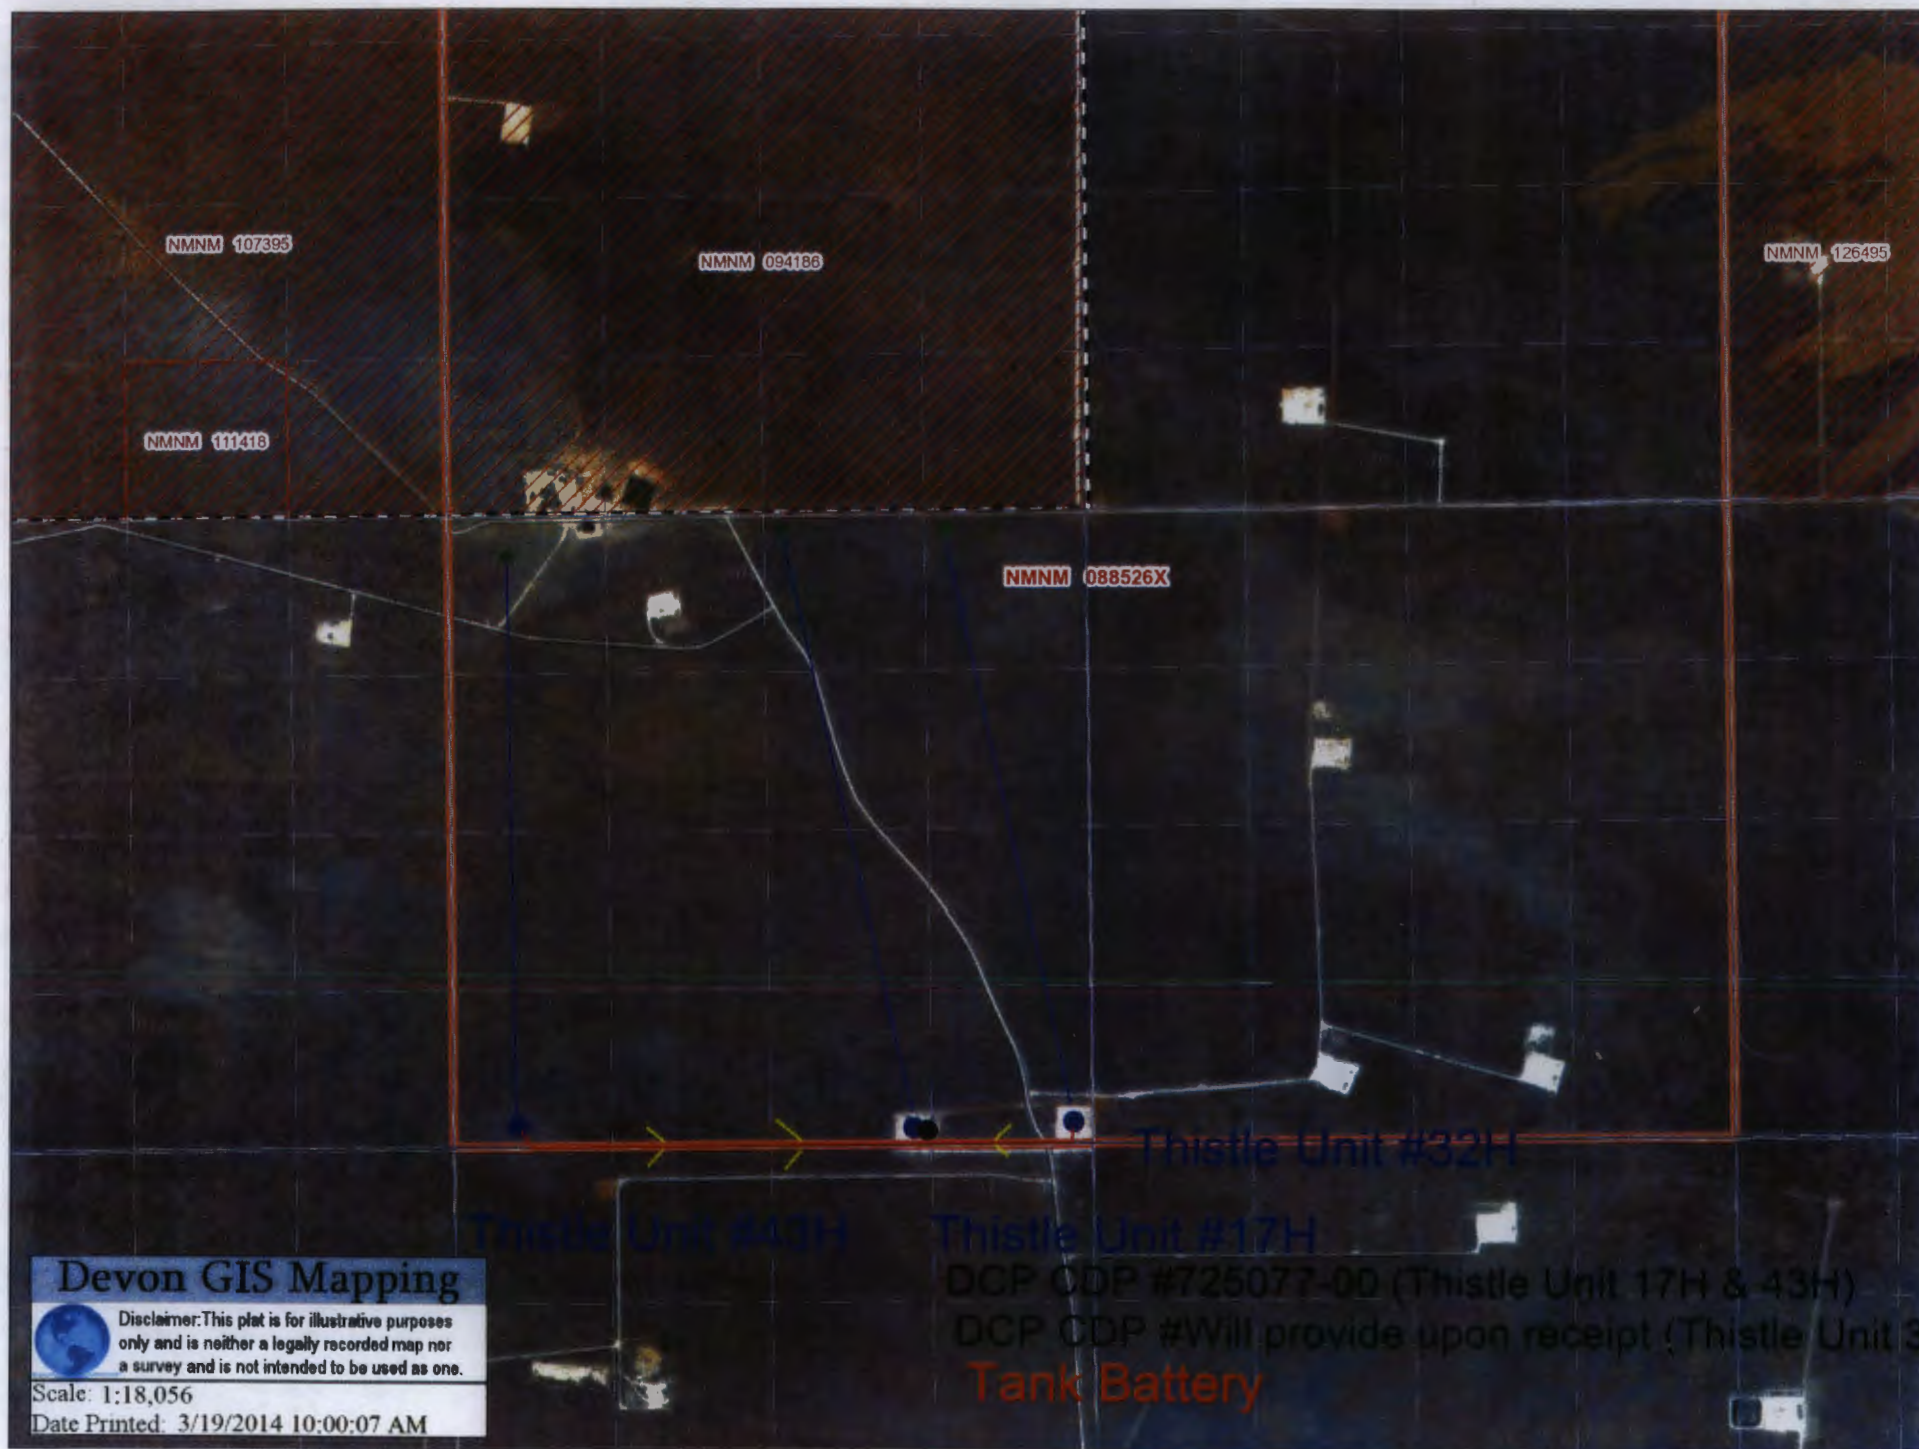 NMNM 107395
NMNM 094186
NMNM 126495
NMNM 111418
NMNM 088526X
Thistle Unit #32H
Thistle Unit #43H
Thistle Unit #17H
DCP CDP #725077-00 (Thistle Unit 17H & 43H)
DCP CDP #Will provide upon receipt (Thistle Unit 3
Tank Battery
Devon GIS Mapping
Disclaimer:This plat is for illustrative purposes
only and is neither a legally recorded map nor
a survey and is not intended to be used as one.
Scale: 1:18,056
Date Printed: 3/19/2014 10:00:07 AM